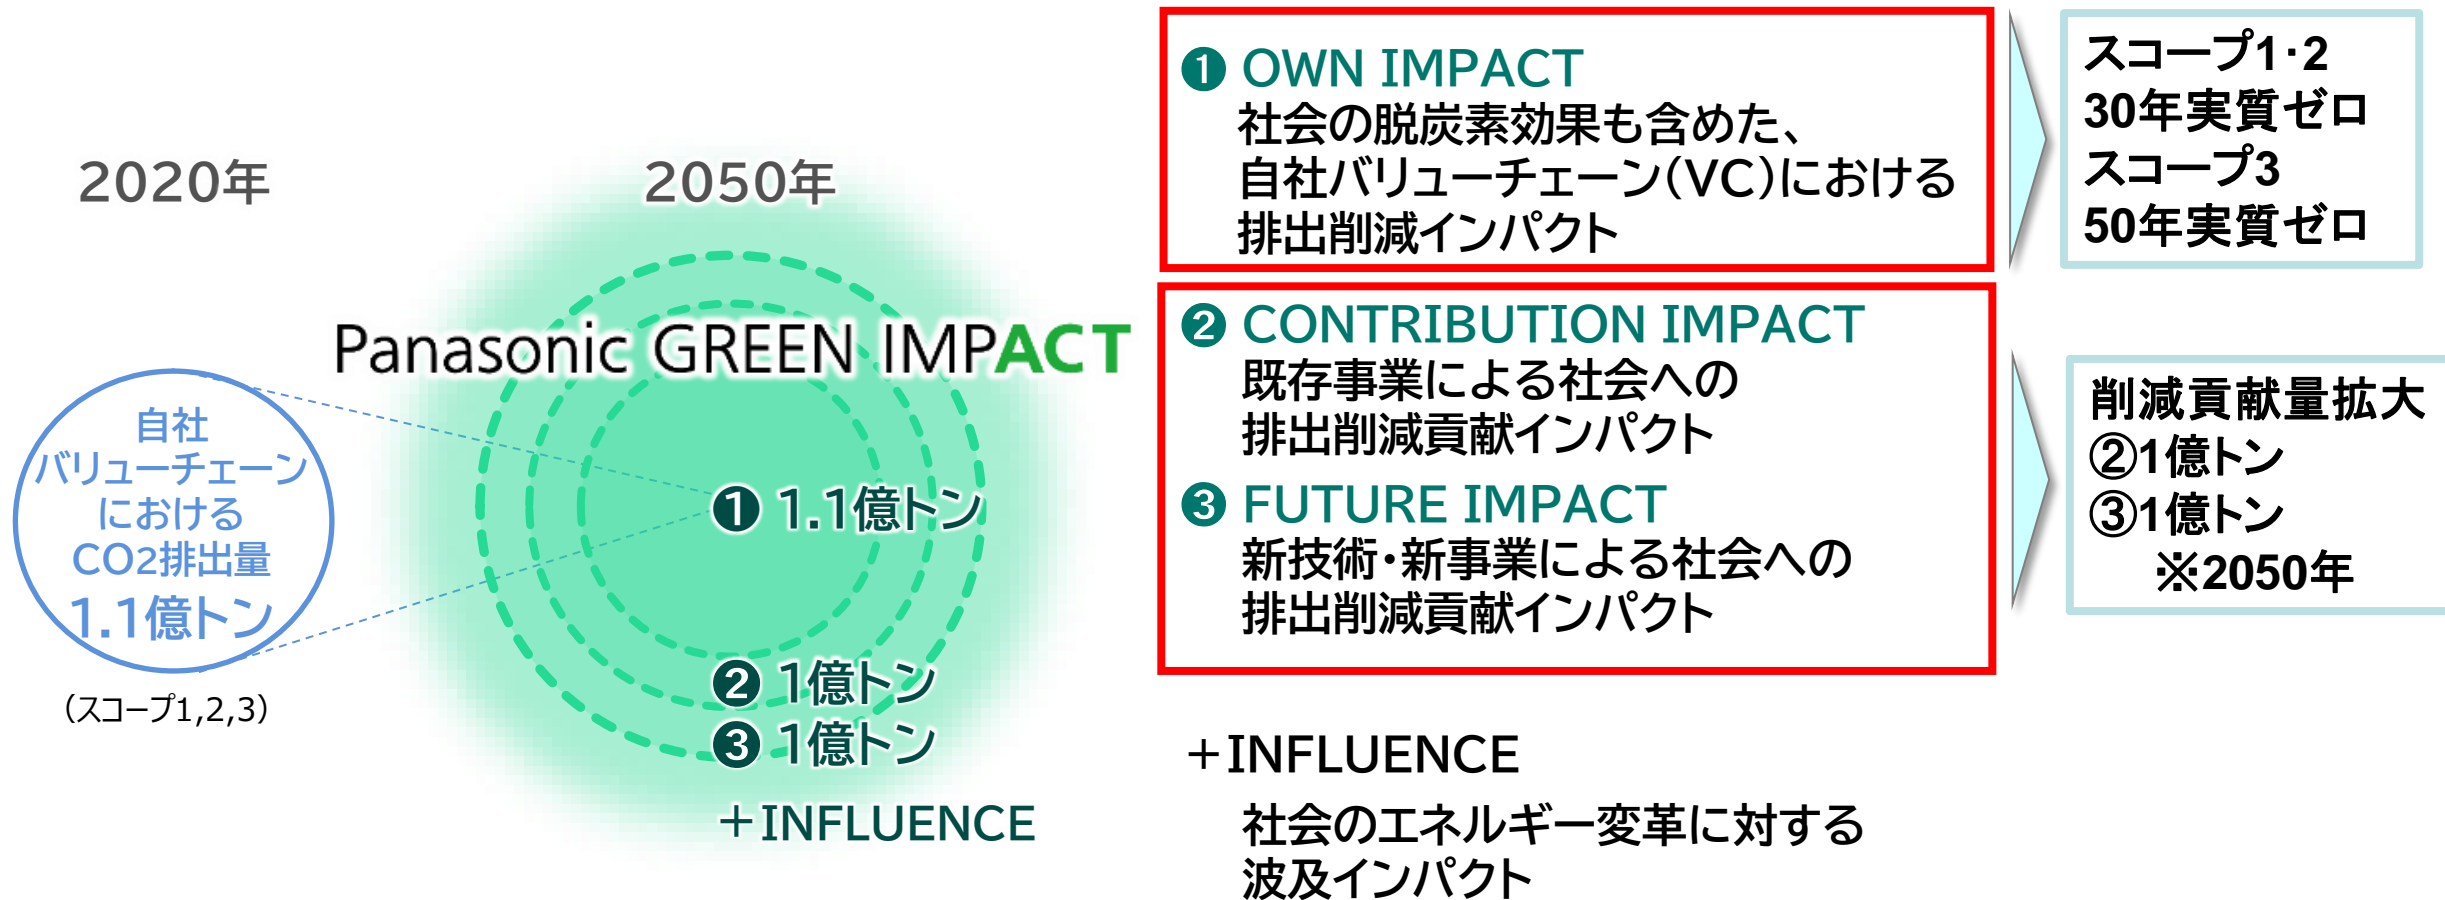 2020年
自社
バリューチェーン
における
CO2排出量
1.1億トン
（スコープ1,2,3）
2050年
Panasonic GREEN IMPACT
❶ 1.1億トン
❷ 1億トン
❸ 1億トン
＋INFLUENCE
❶ OWN IMPACT
社会の脱炭素効果も含めた、
自社バリューチェーン(VC)における
排出削減インパクト
❷ CONTRIBUTION IMPACT
既存事業による社会への
排出削減貢献インパクト
❸ FUTURE IMPACT
新技術・新事業による社会への
排出削減貢献インパクト
＋INFLUENCE
社会のエネルギー変革に対する
波及インパクト
スコープ1・2
30年実質ゼロ
スコープ3
50年実質ゼロ
削減貢献量拡大
②1億トン
③1億トン
※2050年